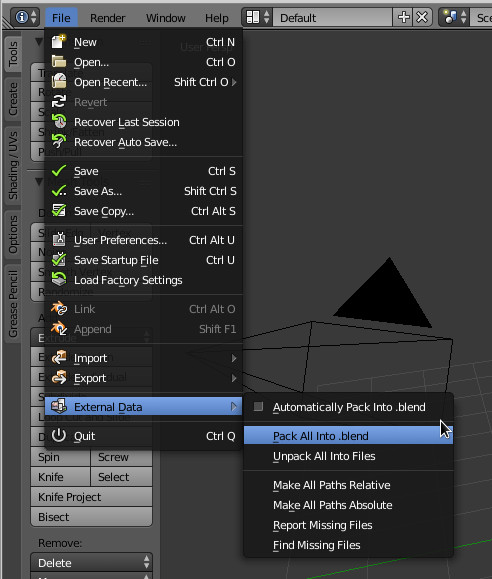 File Render Window Help Default Sce
New Ctrl N
Open... Ctrl O
Open Recent... Shift Ctrl O
Revert
Recover Last Session
Recover Auto Save...
Save Ctrl S
Save As... Shift Ctrl S
Save Copy... Ctrl Alt S
User Preferences... Ctrl Alt U
Save Startup File Ctrl U
Load Factory Settings
Link Ctrl Alt O
Append Shift F1
Import
Export
External Data
Quit Ctrl Q
Automatically Pack Into .blend
Pack All Into .blend
Unpack All Into Files
Make All Paths Relative
Make All Paths Absolute
Report Missing Files
Find Missing Files
Tools
Create
Shading / UVs
Options
Grease Pencil
Spin Screw
Knife Select
Knife Project
Bisect
Remove:
Delete